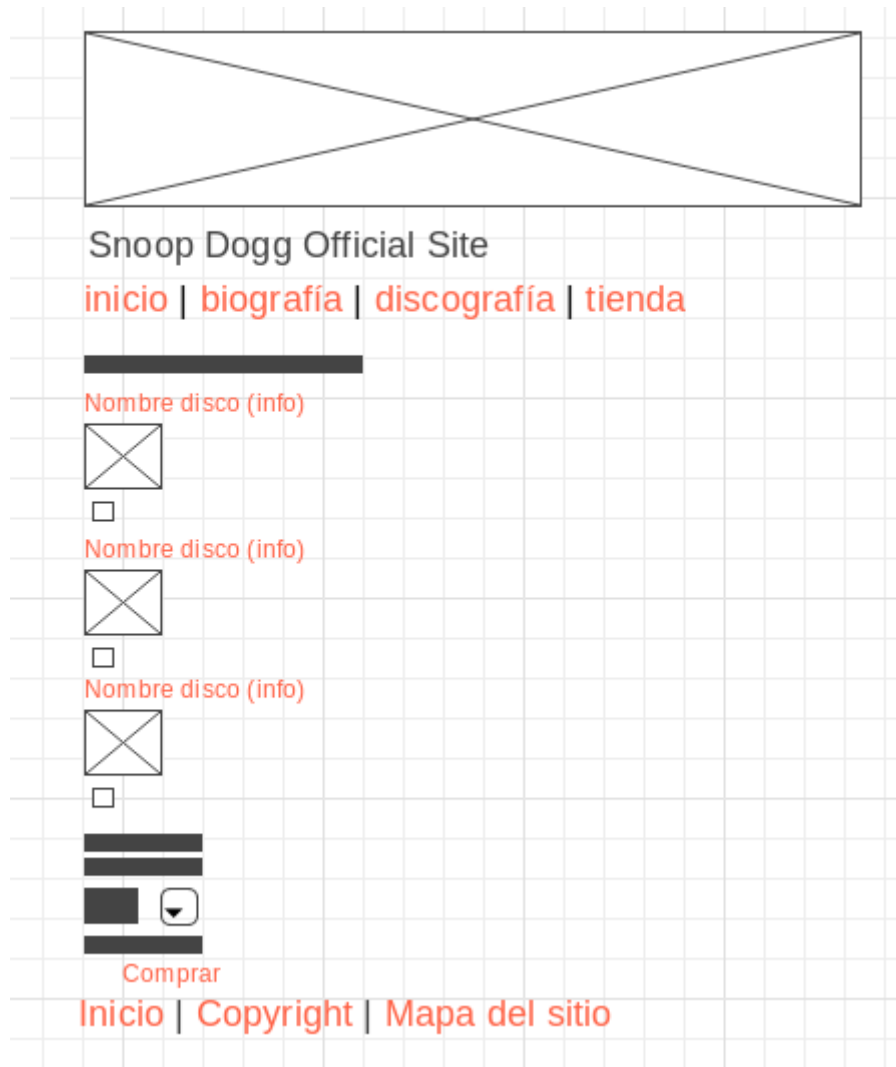 Snoop Dogg Official Site
inicio | biografía | discografía | tienda
Nombre disco (info)
Nombre disco (info)
Nombre disco (info)
Comprar
Inicio | Copyright | Mapa del sitio